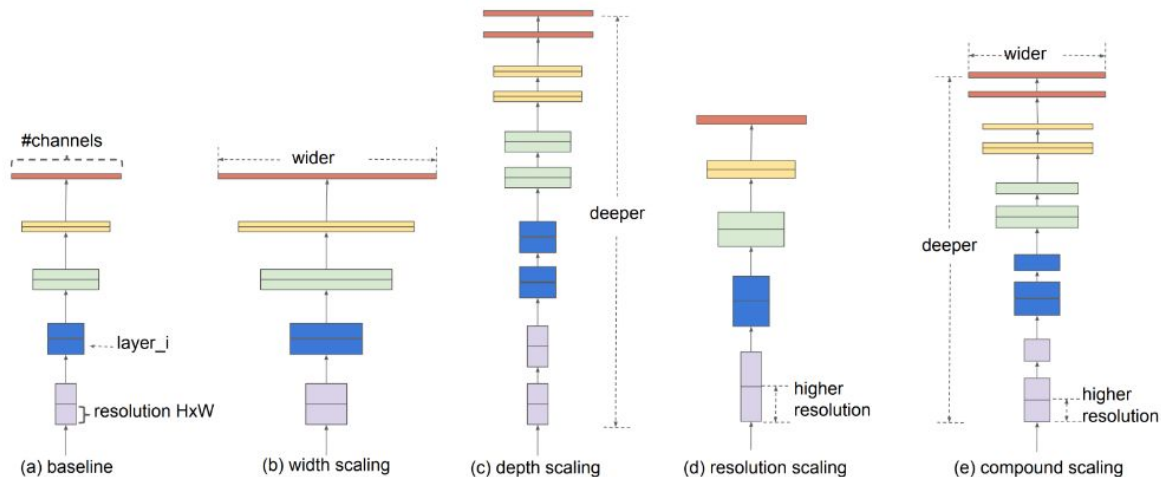 #channels
layer_i
resolution HxW
(a) baseline
wider
(b) width scaling
deeper
(c) depth scaling
higher
resolution
(d) resolution scaling
wider
deeper
higher
resolution
(e) compound scaling